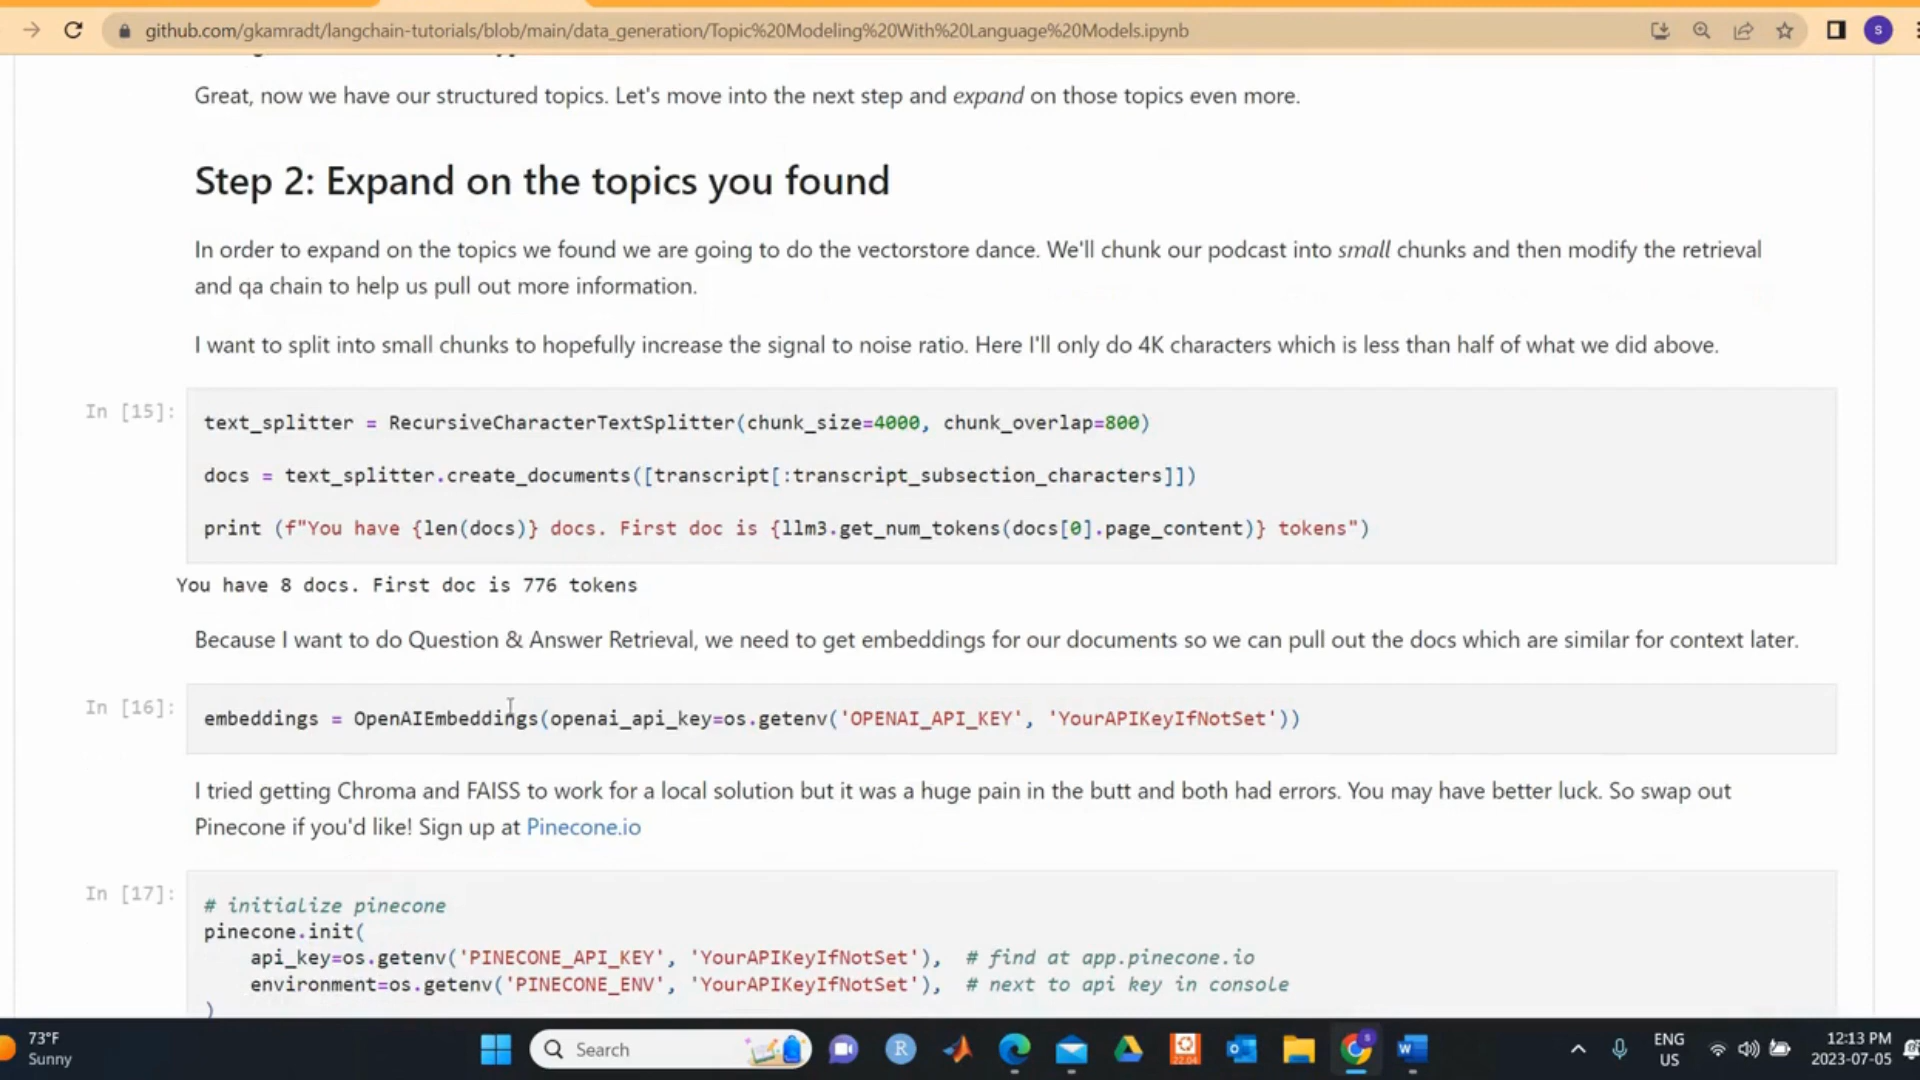 github.com/gkamradt/langchain-tutorials/blob/main/data_generation/Topic%20Modeling%20With%20Language%20Models.ipynb
S
Great, now we have our structured topics. Let's move into the next step and expand on those topics even more.
Step 2: Expand on the topics you found
In order to expand on the topics we found we are going to do the vectorstore dance. We'll chunk our podcast into small chunks and then modify the retrieval
and qa chain to help us pull out more information.
I want to split into small chunks to hopefully increase the signal to noise ratio. Here I'll only do 4K characters which is less than half of what we did above.
In [15]:
text_splitter = RecursiveCharacterTextSplitter(chunk_size=4000, chunk_overlap=800)
docs = text_splitter.create_documents([transcript[:transcript_subsection_characters]])
print (f"You have {len(docs)} docs. First doc is {llm3.get_num_tokens(docs[0].page_content)} tokens")
You have 8 docs. First doc is 776 tokens
Because I want to do Question & Answer Retrieval, we need to get embeddings for our documents so we can pull out the docs which are similar for context later.
In [16]:
embeddings = OpenAIEmbeddings(openai_api_key=os.getenv('OPENAI_API_KEY', 'YourAPIKeyIfNotSet'))
I tried getting Chroma and FAISS to work for a local solution but it was a huge pain in the butt and both had errors. You may have better luck. So swap out
Pinecone if you'd like! Sign up at Pinecone.io
In [17]:
# initialize pinecone
pinecone.init(
api_key=os.getenv('PINECONE_API_KEY', 'YourAPIKeyIfNotSet'), # find at app.pinecone.io
environment=os.getenv('PINECONE_ENV', 'YourAPIKeyIfNotSet'), # next to api key in console
)
73°F
Sunny
Search
R
22.04
W
ENG
US
12:13 PM
2023-07-05